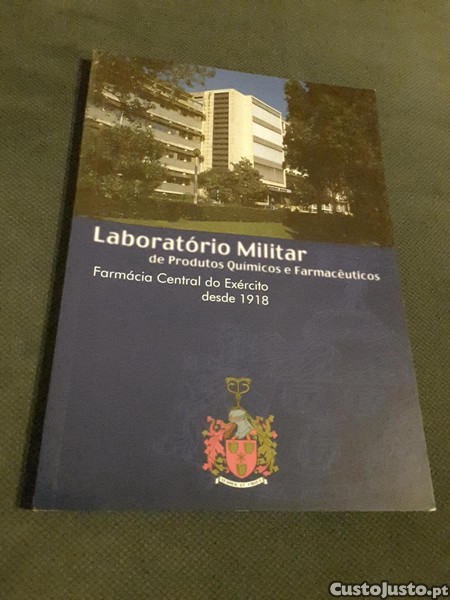 Laboratório Militar
de Produtos Químicos e Farmacêuticos
Farmácia Central do Exército
desde 1918
CustoJusto.pt